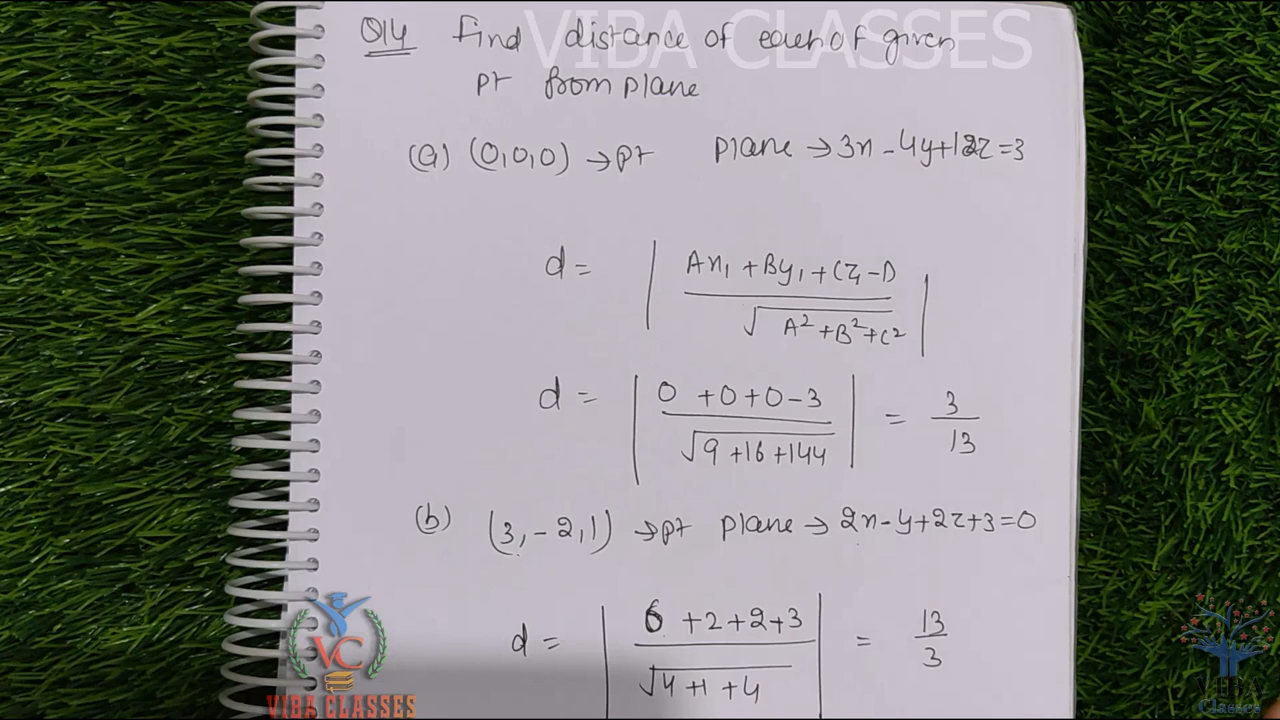 VIBA CLASSES
Q14 Find distance of each of given
pt from plane
(a) (0,0,0) → pt plane → 3x - 4y + 12z = 3
d = | Ax₁ + By₁ + Cz₁ - D / √A² + B² + C² |
d = | 0 + 0 + 0 - 3 / √9 + 16 + 144 | = 3/13
(b) (3, -2, 1) → pt plane → 2x - y + 2z + 3 = 0
d = | 6 + 2 + 2 + 3 / √4 + 1 + 4 | = 13/3
VC
VIBA CLASSES
VIBA
Classes